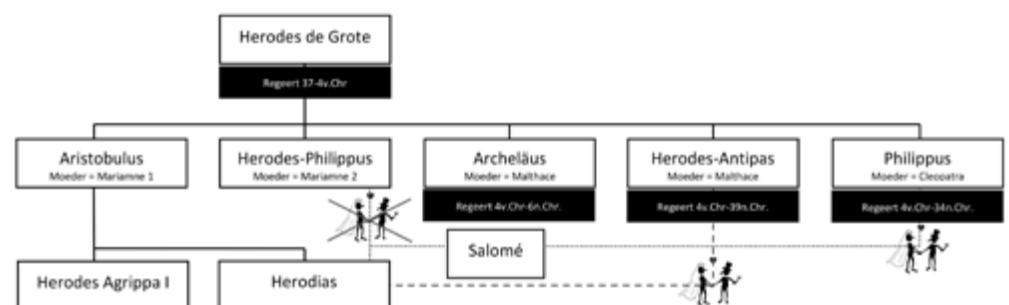 Herodes de Grote
Regeert 37-4v.Chr
Aristobulus
Moeder = Mariamne 1
Herodes-Philippus
Moeder = Mariamne 2
Archeläus
Moeder = Malthace
Regeert 4v.Chr-6n.Chr.
Herodes-Antipas
Moeder = Malthace
Regeert 4v.Chr-39n.Chr.
Philippus
Moeder = Cleopatra
Regeert 4v.Chr-34n.Chr.
Salomé
Herodes Agrippa I
Herodias